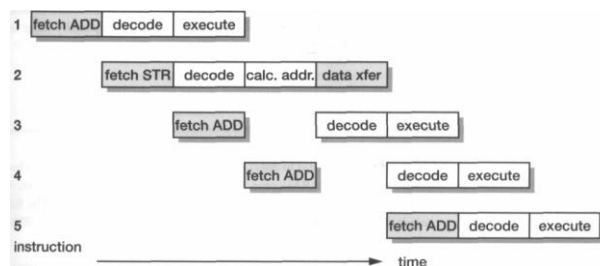 1 fetch ADD decode execute
2 fetch STR decode calc. addr. data xfer
3 fetch ADD decode execute
4 fetch ADD decode execute
5 fetch ADD decode execute
instruction time